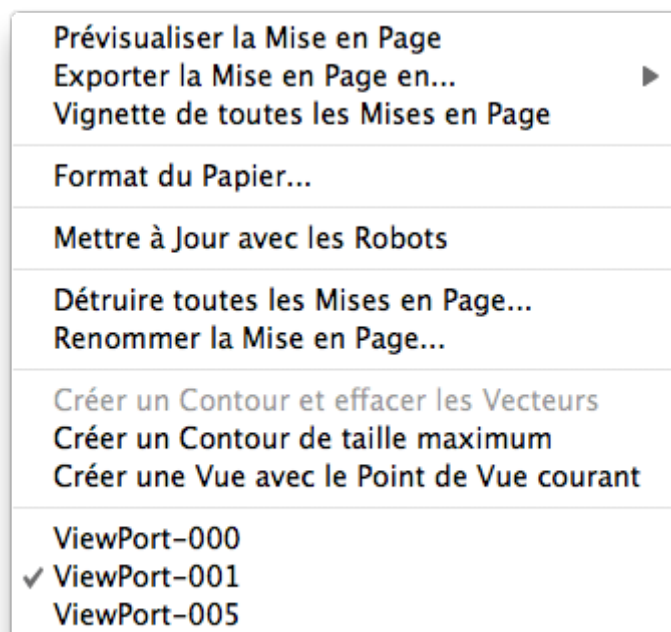 Prévisualiser la Mise en Page
Exporter la Mise en Page en...
Vignette de toutes les Mises en Page
Format du Papier...
Mettre à Jour avec les Robots
Détruire toutes les Mises en Page...
Renommer la Mise en Page...
Créer un Contour et effacer les Vecteurs
Créer un Contour de taille maximum
Créer une Vue avec le Point de Vue courant
ViewPort-000
ViewPort-001
ViewPort-005